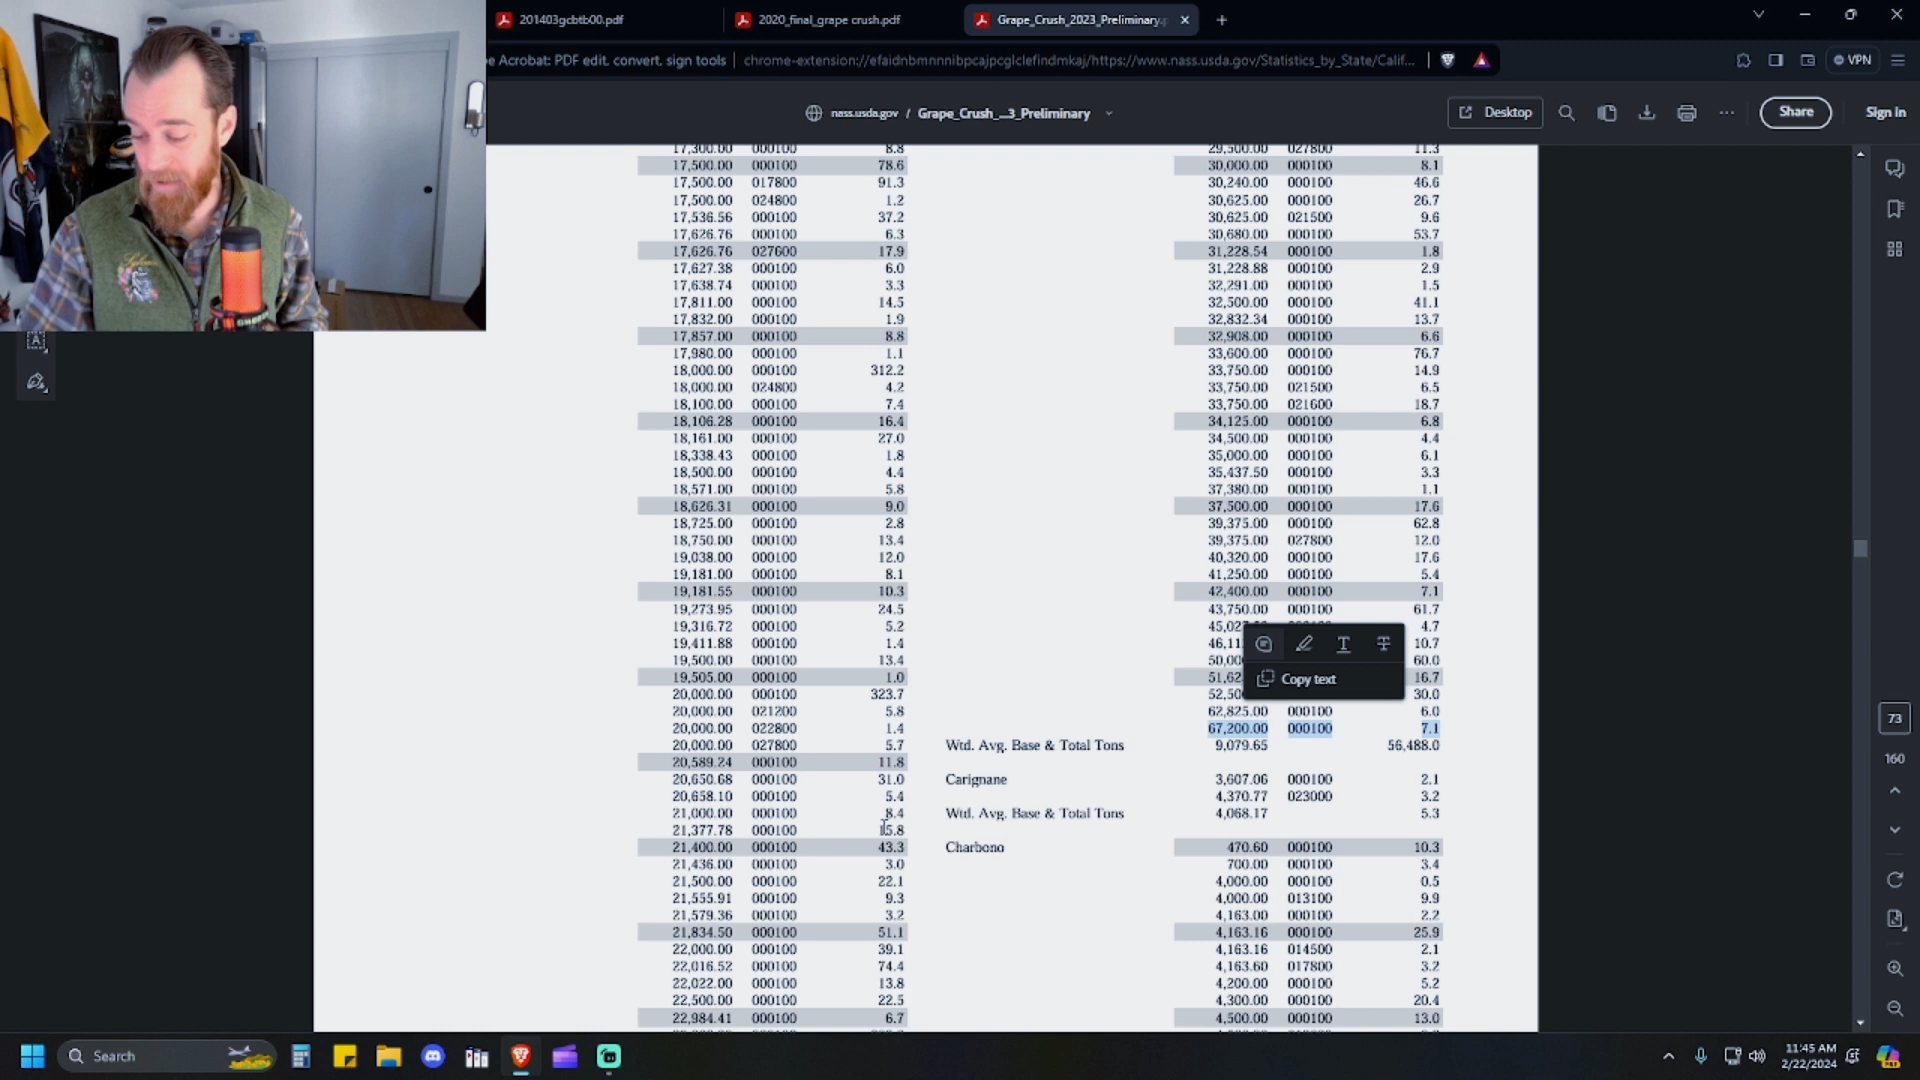 201403gcbtb00.pdf
2020_final_grape crush.pdf
Grape_Crush_2023_Preliminary.p
e Acrobat: PDF edit, convert, sign tools
chrome-extension://efaidnbmnnnibpcajpcglclefindmkaj/https://www.nass.usda.gov/Statistics_by_State/Calif...
VPN
nass.usda.gov / Grape_Crush_...3_Preliminary
Desktop
Share
Sign in
17,300.00 000100 8.8
17,500.00 000100 78.6
17,500.00 017800 91.3
17,500.00 024800 1.2
17,536.56 000100 37.2
17,626.76 000100 6.3
17,626.76 027600 17.9
17,627.38 000100 6.0
17,638.74 000100 3.3
17,811.00 000100 14.5
17,832.00 000100 1.9
17,857.00 000100 8.8
17,980.00 000100 1.1
18,000.00 000100 312.2
18,000.00 024800 4.2
18,100.00 000100 7.4
18,106.28 000100 16.4
18,161.00 000100 27.0
18,338.43 000100 1.8
18,500.00 000100 4.4
18,571.00 000100 5.8
18,626.31 000100 9.0
18,725.00 000100 2.8
18,750.00 000100 13.4
19,038.00 000100 12.0
19,181.00 000100 8.1
19,181.55 000100 10.3
19,273.95 000100 24.5
19,316.72 000100 5.2
19,411.88 000100 1.4
19,500.00 000100 13.4
19,505.00 000100 1.0
20,000.00 000100 323.7
20,000.00 021200 5.8
20,000.00 022800 1.4
20,000.00 027800 5.7
20,589.24 000100 11.8
20,650.68 000100 31.0
20,658.10 000100 5.4
21,000.00 000100 8.4
21,377.78 000100 15.8
21,400.00 000100 43.3
21,436.00 000100 3.0
21,500.00 000100 22.1
21,555.91 000100 9.3
21,579.36 000100 3.2
21,834.50 000100 51.1
22,000.00 000100 39.1
22,016.52 000100 74.4
22,022.00 000100 13.8
22,500.00 000100 22.5
22,984.41 000100 6.7
29,500.00 027800 11.3
30,000.00 000100 8.1
30,240.00 000100 46.6
30,625.00 000100 26.7
30,625.00 021500 9.6
30,680.00 000100 53.7
31,228.54 000100 1.8
31,228.88 000100 2.9
32,291.00 000100 1.5
32,500.00 000100 41.1
32,832.34 000100 13.7
32,908.00 000100 6.6
33,600.00 000100 76.7
33,750.00 000100 14.9
33,750.00 021500 6.5
33,750.00 021600 18.7
34,125.00 000100 6.8
34,500.00 000100 4.4
35,000.00 000100 6.1
35,437.50 000100 3.3
37,380.00 000100 1.1
37,500.00 000100 17.6
39,375.00 000100 62.8
39,375.00 027800 12.0
40,320.00 000100 17.6
41,250.00 000100 5.4
42,400.00 000100 7.1
43,750.00 000100 61.7
45,02 4.7
46,11 10.7
50,00 60.0
51,62 16.7
52,50 30.0
62,825.00 000100 6.0
67,200.00 000100 7.1
Wtd. Avg. Base & Total Tons 9,079.65 56,488.0
Carignane 3,607.06 000100 2.1
4,370.77 023000 3.2
Wtd. Avg. Base & Total Tons 4,068.17 5.3
Charbono 470.60 000100 10.3
700.00 000100 3.4
4,000.00 000100 0.5
4,000.00 013100 9.9
4,163.00 000100 2.2
4,163.16 000100 25.9
4,163.16 014500 2.1
4,163.60 017800 3.2
4,200.00 000100 5.2
4,300.00 000100 20.4
4,500.00 000100 13.0
Copy text
73
160
Search
11:45 AM
2/22/2024